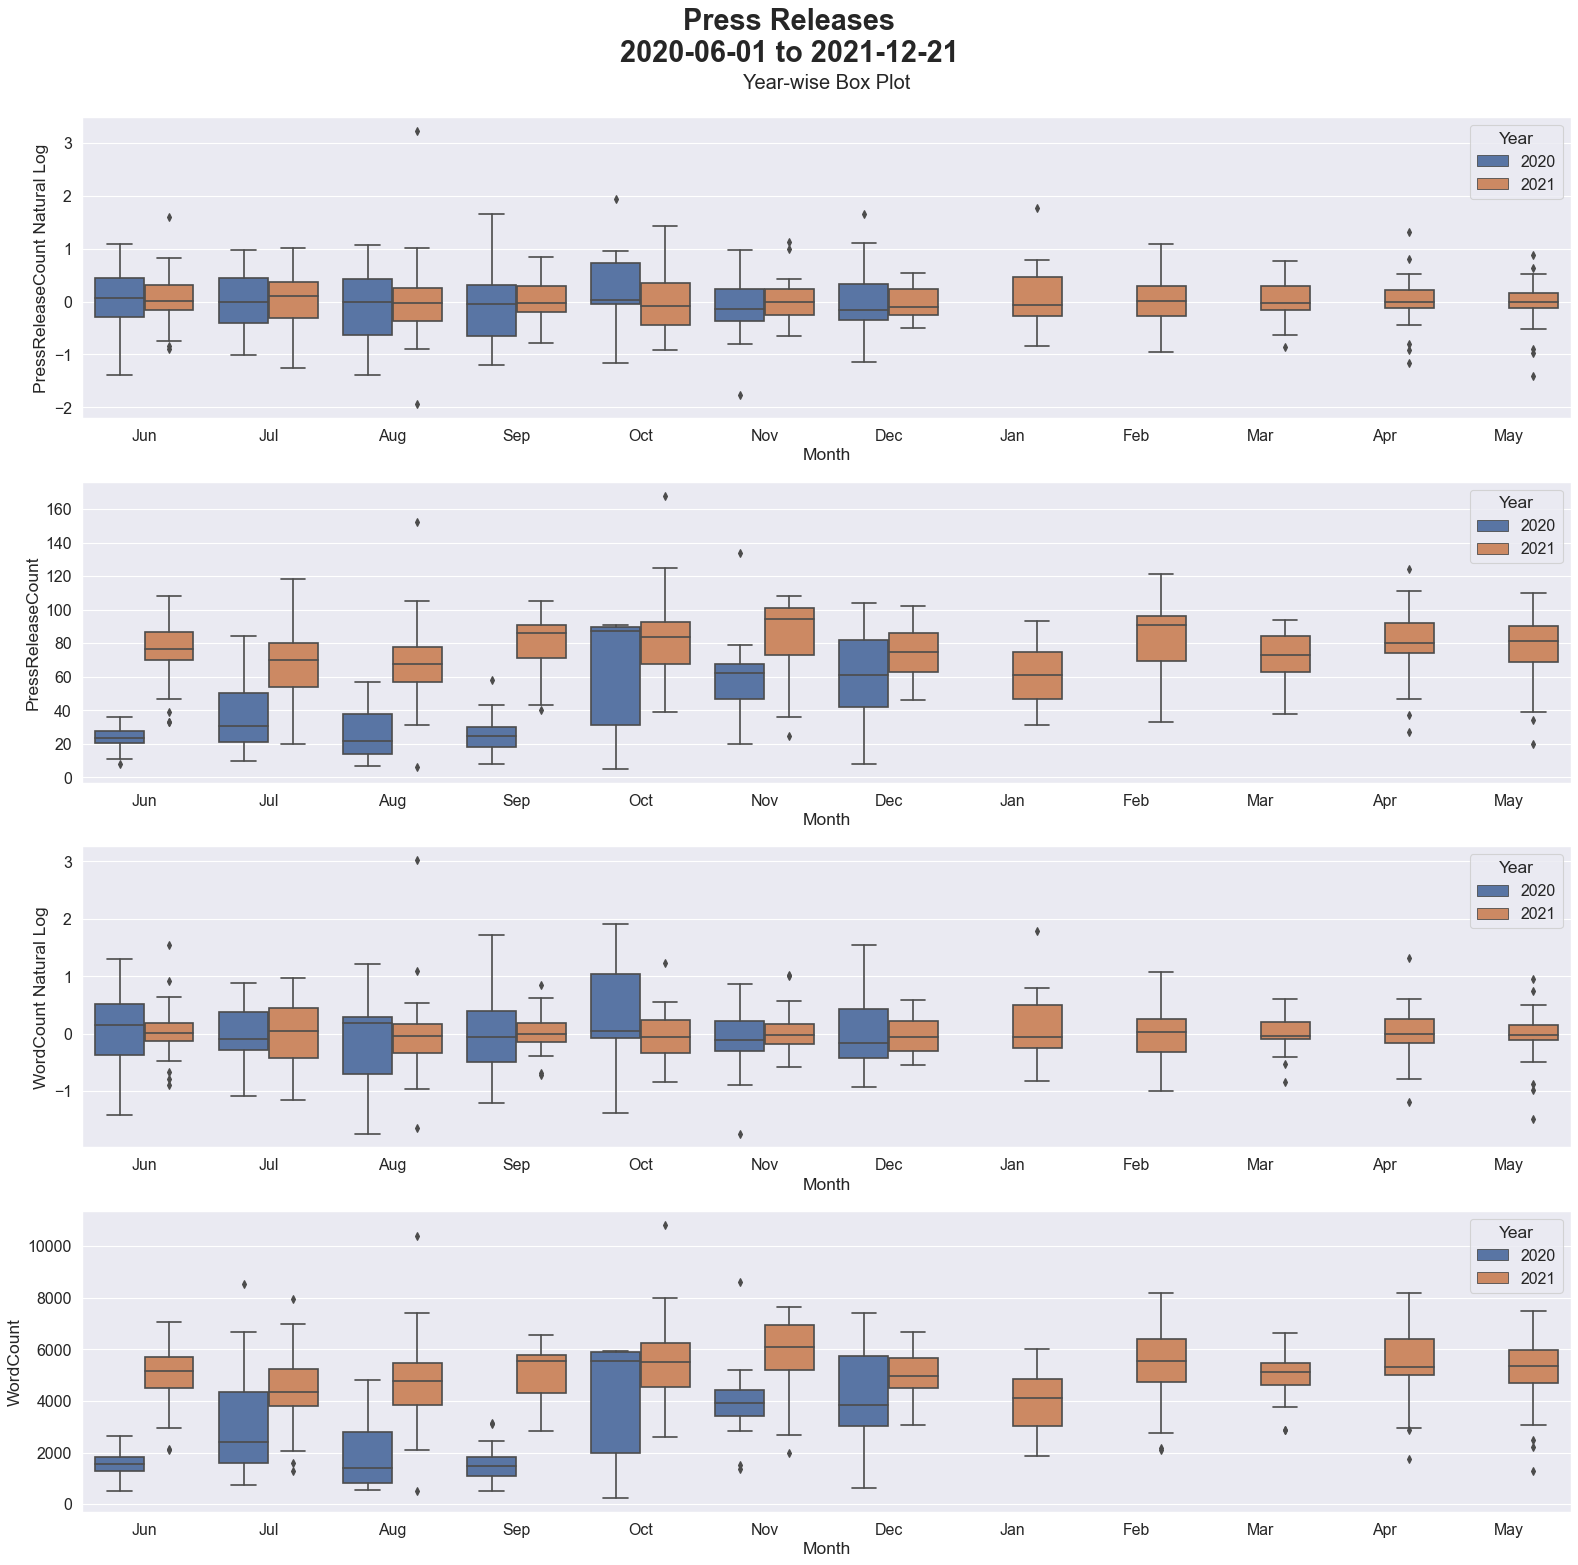 Press Releases
2020-06-01 to 2021-12-21
Year-wise Box Plot
PressReleaseCount Natural Log
3
2
1
0
−1
−2
Year
2020
2021
Jun Jul Aug Sep Oct Nov Dec Jan Feb Mar Apr May
Month
PressReleaseCount
160
140
120
100
80
60
40
20
0
Year
2020
2021
Jun Jul Aug Sep Oct Nov Dec Jan Feb Mar Apr May
Month
WordCount Natural Log
3
2
1
0
−1
Year
2020
2021
Jun Jul Aug Sep Oct Nov Dec Jan Feb Mar Apr May
Month
WordCount
10000
8000
6000
4000
2000
0
Year
2020
2021
Jun Jul Aug Sep Oct Nov Dec Jan Feb Mar Apr May
Month